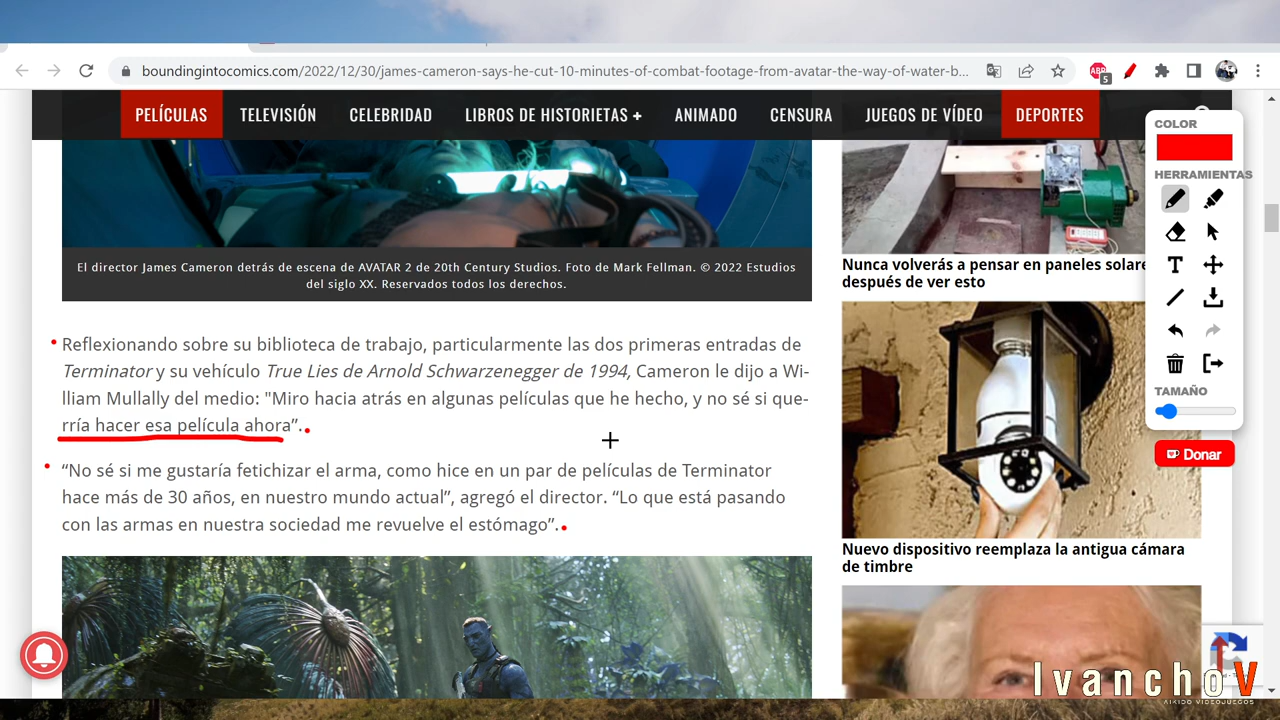 boundingintocomics.com/2022/12/30/james-cameron-says-he-cut-10-minutes-of-combat-footage-from-avatar-the-way-of-water-b...
ABP
5
PELÍCULAS TELEVISIÓN CELEBRIDAD LIBROS DE HISTORIETAS + ANIMADO CENSURA JUEGOS DE VÍDEO DEPORTES
El director James Cameron detrás de escena de AVATAR 2 de 20th Century Studios. Foto de Mark Fellman. © 2022 Estudios
del siglo XX. Reservados todos los derechos.
Reflexionando sobre su biblioteca de trabajo, particularmente las dos primeras entradas de
Terminator y su vehículo True Lies de Arnold Schwarzenegger de 1994, Cameron le dijo a Wi-
lliam Mullally del medio: "Miro hacia atrás en algunas películas que he hecho, y no sé si que-
rría hacer esa película ahora”.
“No sé si me gustaría fetichizar el arma, como hice en un par de películas de Terminator
hace más de 30 años, en nuestro mundo actual”, agregó el director. “Lo que está pasando
con las armas en nuestra sociedad me revuelve el estómago”.
Nunca volverás a pensar en paneles solare
después de ver esto
Nuevo dispositivo reemplaza la antigua cámara
de timbre
COLOR
HERRAMIENTAS
T
TAMAÑO
Donar
IvanchoV
AIKIDO VIDEOJUEGOS